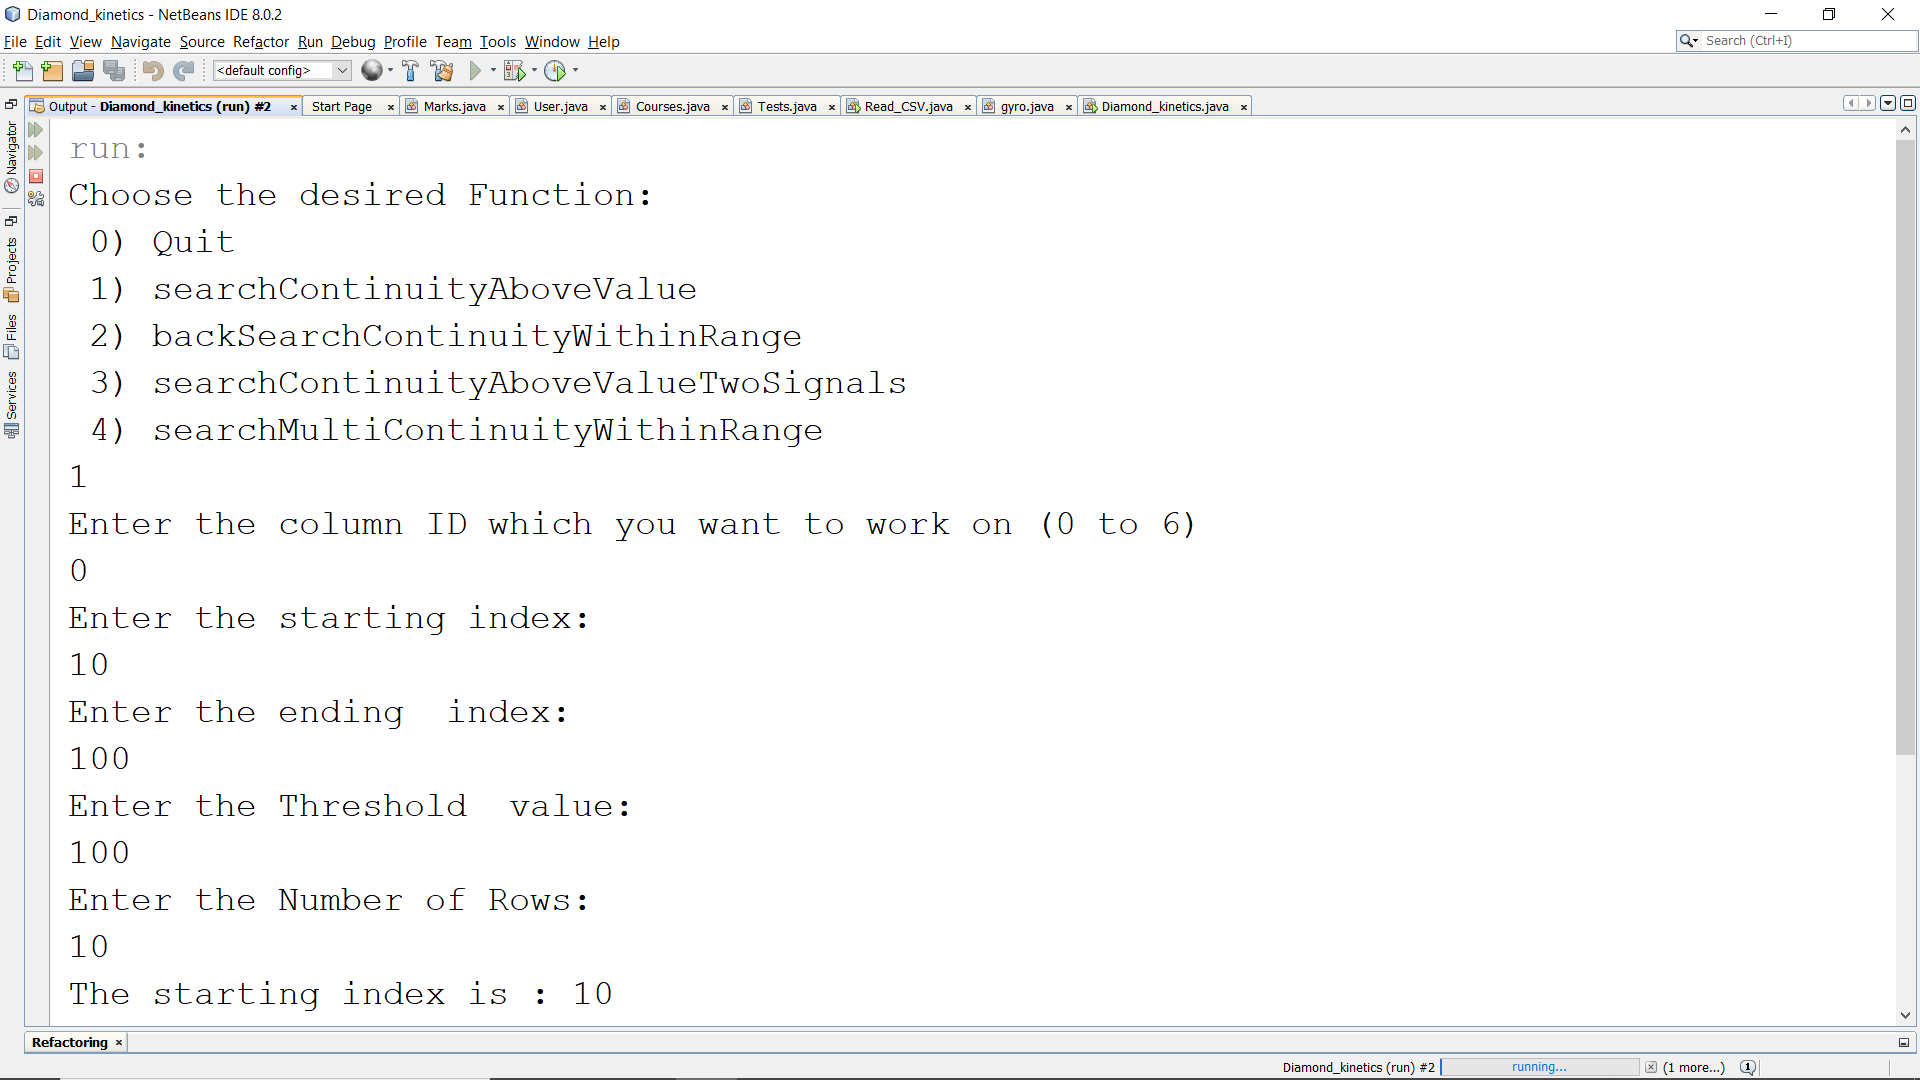 Diamond_kinetics - NetBeans IDE 8.0.2
File Edit View Navigate Source Refactor Run Debug Profile Team Tools Window Help
Search (Ctrl+I)
<default config>
Output - Diamond_kinetics (run) #2 Start Page Marks.java User.java Courses.java Tests.java Read_CSV.java gyro.java Diamond_kinetics.java
Navigator
Projects
Files
Services
run:
Choose the desired Function:
0) Quit
1) searchContinuityAboveValue
2) backSearchContinuityWithinRange
3) searchContinuityAboveValueTwoSignals
4) searchMultiContinuityWithinRange
1
Enter the column ID which you want to work on (0 to 6)
0
Enter the starting index:
10
Enter the ending  index:
100
Enter the Threshold  value:
100
Enter the Number of Rows:
10
The starting index is : 10
Refactoring
Diamond_kinetics (run) #2 running... (1 more...) 1